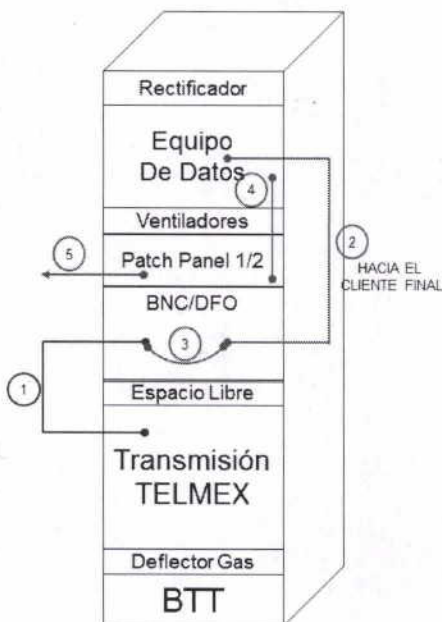 Rectificador
Equipo
De Datos
4
Ventiladores
5
Patch Panel 1/2
2
HACIA EL
CLIENTE FINAL
BNC/DFO
3
1
Espacio Libre
Transmisión
TELMEX
Deflector Gas
BTT